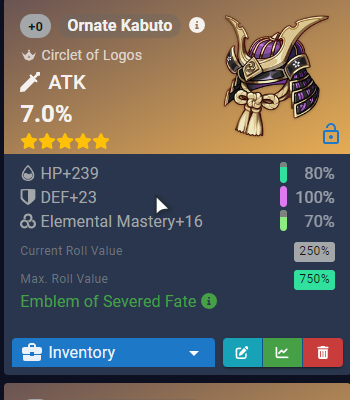 +0 Ornate Kabuto
Circlet of Logos
ATK
7.0%
HP+239 80%
DEF+23 100%
Elemental Mastery+16 70%
Current Roll Value 250%
Max. Roll Value 750%
Emblem of Severed Fate
Inventory